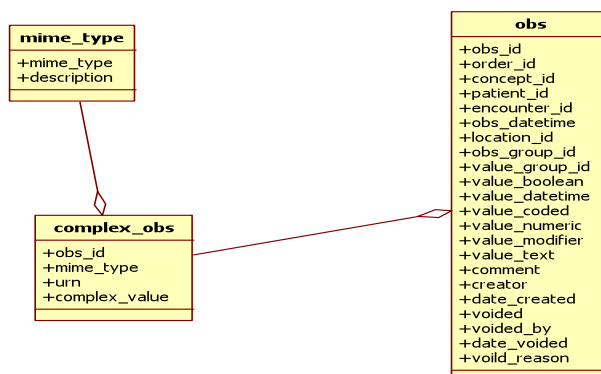 mime_type
+mime_type
+description
complex_obs
+obs_id
+mime_type
+urn
+complex_value
obs
+obs_id
+order_id
+concept_id
+patient_id
+encounter_id
+obs_datetime
+location_id
+obs_group_id
+value_group_id
+value_boolean
+value_datetime
+value_coded
+value_numeric
+value_modifier
+value_text
+comment
+creator
+date_created
+voided
+voided_by
+date_voided
+voild_reason